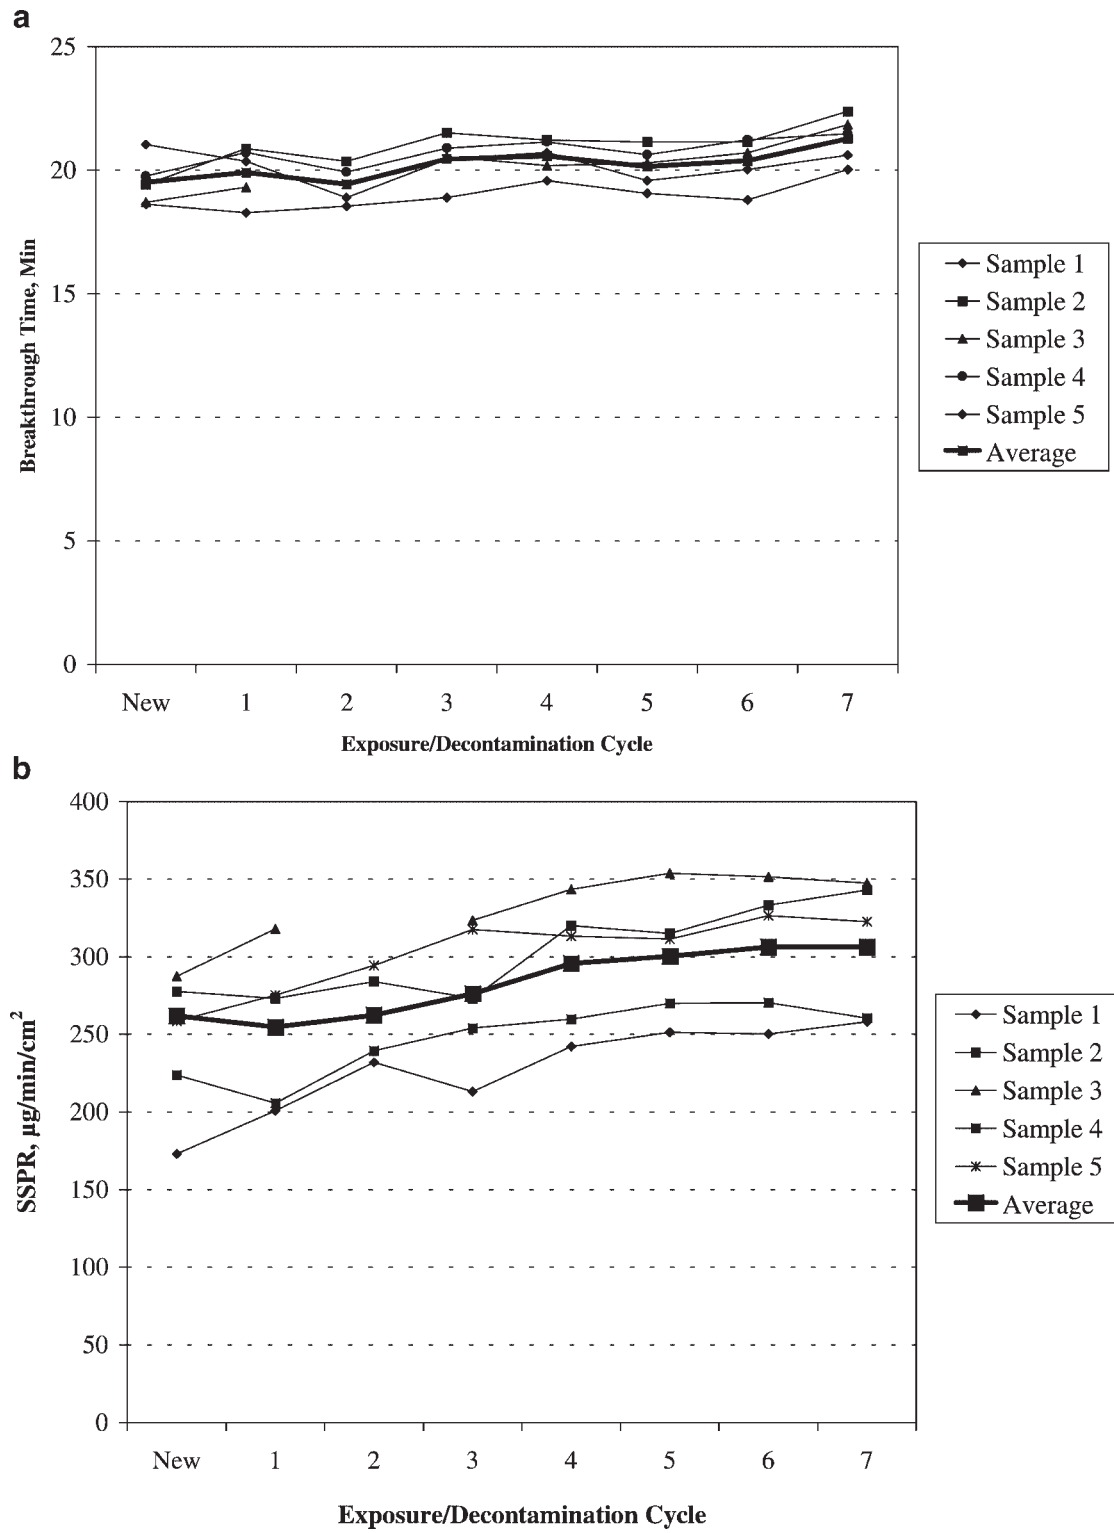 a
25
20
15
10
5
0
Breakthrough Time, Min
New 1 2 3 4 5 6 7
Exposure/Decontamination Cycle
Sample 1
Sample 2
Sample 3
Sample 4
Sample 5
Average
b
400
350
300
250
200
150
100
50
0
SSPR, µg/min/cm²
New 1 2 3 4 5 6 7
Exposure/Decontamination Cycle
Sample 1
Sample 2
Sample 3
Sample 4
Sample 5
Average